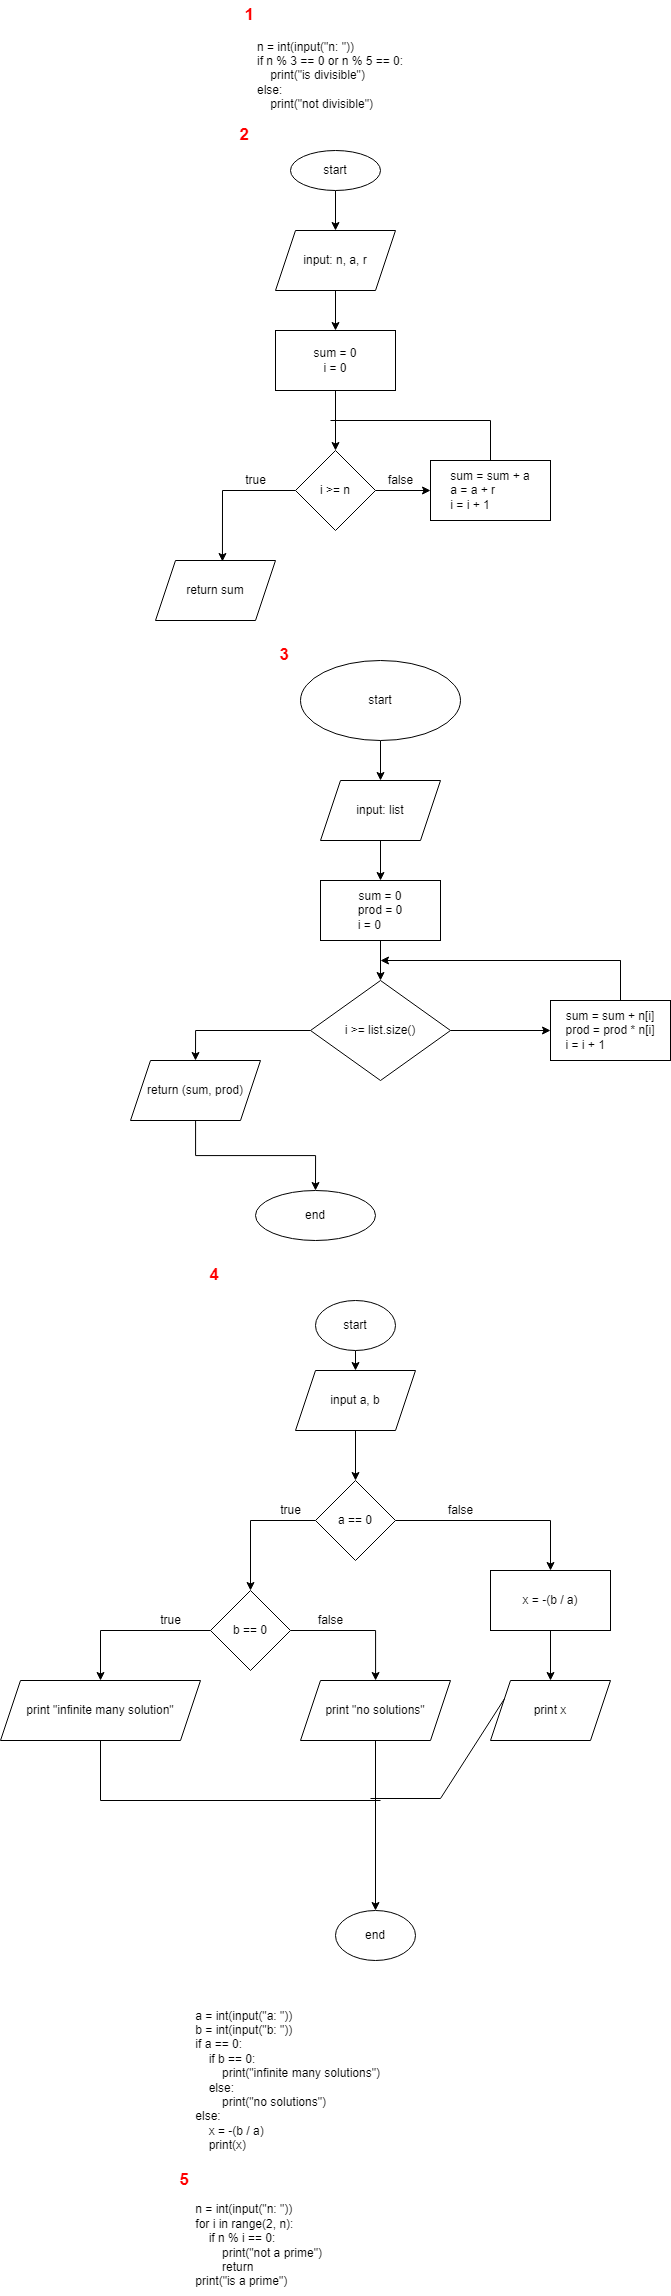 1
n = int(input("n: "))
if n % 3 == 0 or n % 5 == 0:
    print("is divisible")
else:
    print("not divisible")
2
start
input: n, a, r
sum = 0
i = 0
true
i >= n
false
sum = sum + a
a = a + r
i = i + 1
return sum
3
start
input: list
sum = 0
prod = 0
i = 0
i >= list.size()
sum = sum + n[i]
prod = prod * n[i]
i = i + 1
return (sum, prod)
end
4
start
input a, b
true
a == 0
false
x = -(b / a)
true
b == 0
false
print "infinite many solution"
print "no solutions"
print x
end
a = int(input("a: "))
b = int(input("b: "))
if a == 0:
    if b == 0:
        print("infinite many solutions")
    else:
        print("no solutions")
else:
    x = -(b / a)
    print(x)
5
n = int(input("n: "))
for i in range(2, n):
    if n % i == 0:
        print("not a prime")
        return
print("is a prime")